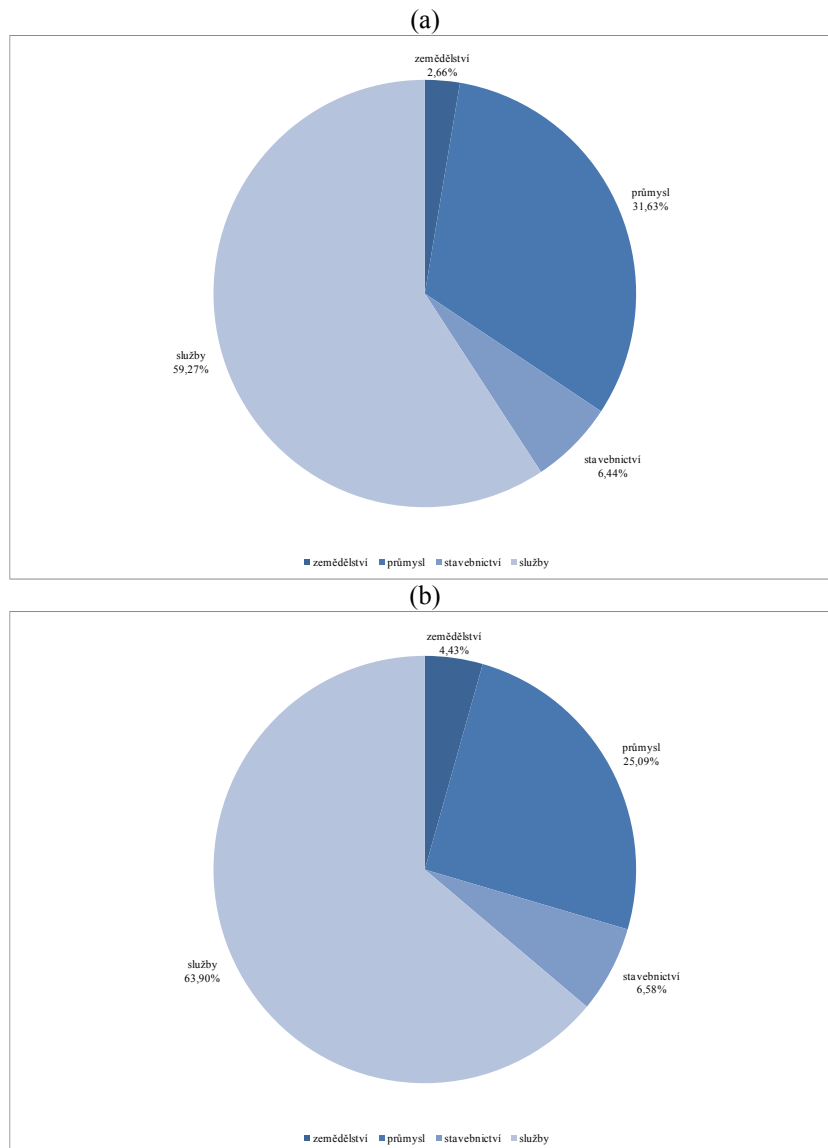 (a)
zemědělství
2,66%
průmysl
31,63%
služby
59,27%
stavebnictví
6,44%
zemědělství průmysl stavebnictví služby
(b)
zemědělství
4,43%
průmysl
25,09%
služby
63,90%
stavebnictví
6,58%
zemědělství průmysl stavebnictví služby